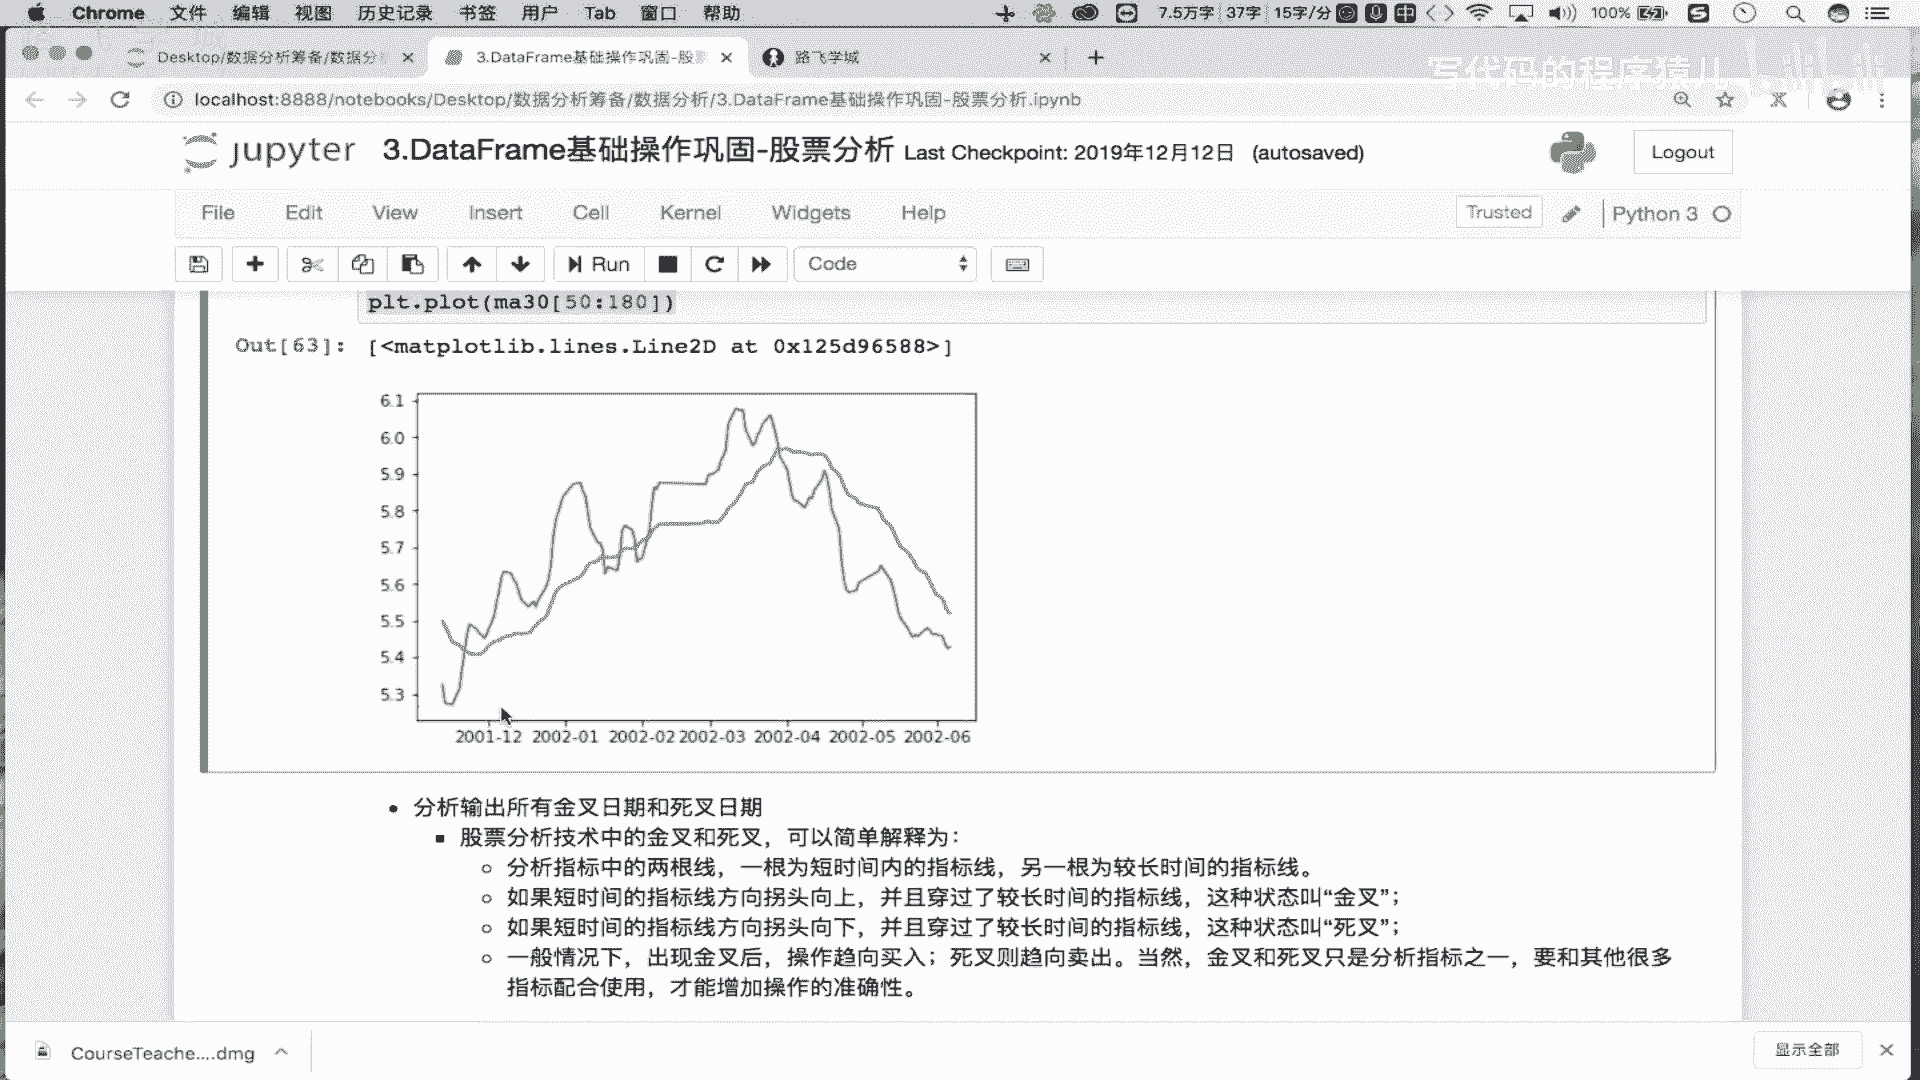 Chrome 文件 编辑 视图 历史记录 书签 用户 Tab 窗口 帮助 7.5万字 37字 15字/分 中 100%
Desktop/数据分析筹备/数据分 3.DataFrame基础操作巩固-股 路飞学城
写代码的程序猿儿 bilibili
localhost:8888/notebooks/Desktop/数据分析筹备/数据分析/3.DataFrame基础操作巩固-股票分析.ipynb
jupyter 3.DataFrame基础操作巩固-股票分析 Last Checkpoint: 2019年12月12日 (autosaved) Logout
File Edit View Insert Cell Kernel Widgets Help Trusted Python 3
Run Code
plt.plot(ma30[50:180])
Out[63]: [<matplotlib.lines.Line2D at 0x125d96588>]
6.1
6.0
5.9
5.8
5.7
5.6
5.5
5.4
5.3
2001-12 2002-01 2002-02 2002-03 2002-04 2002-05 2002-06
分析输出所有金叉日期和死叉日期
股票分析技术中的金叉和死叉，可以简单解释为：
分析指标中的两根线，一根为短时间内的指标线，另一根为较长时间的指标线。
如果短时间的指标线方向拐头向上，并且穿过了较长时间的指标线，这种状态叫“金叉”；
如果短时间的指标线方向拐头向下，并且穿过了较长时间的指标线，这种状态叫“死叉”；
一般情况下，出现金叉后，操作趋向买入；死叉则趋向卖出。当然，金叉和死叉只是分析指标之一，要和其他很多
指标配合使用，才能增加操作的准确性。
CourseTeache....dmg 显示全部